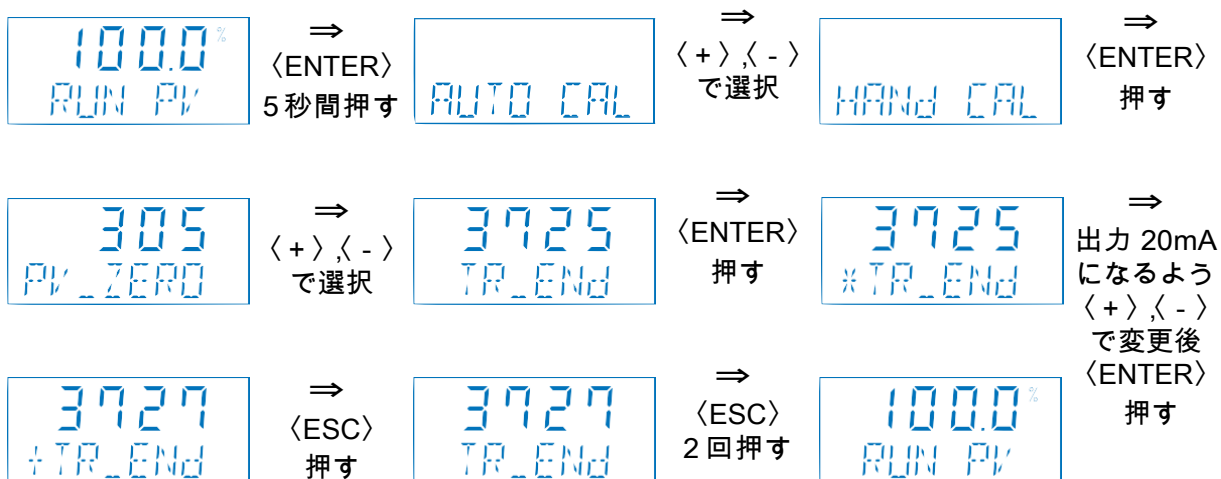 100.0%
RUN PV
⇒
〈ENTER〉
5秒間押す
AUTO CAL
⇒
〈+〉,〈-〉
で選択
HANd CAL
⇒
〈ENTER〉
押す
305
PV_ZERO
⇒
〈+〉,〈-〉
で選択
3725
TR_ENd
⇒
〈ENTER〉
押す
3725
*TR_ENd
⇒
出力 20mA
になるよう
〈+〉,〈-〉
で変更後
〈ENTER〉
押す
3727
+TR_ENd
⇒
〈ESC〉
押す
3727
TR_ENd
⇒
〈ESC〉
2回押す
100.0%
RUN PV